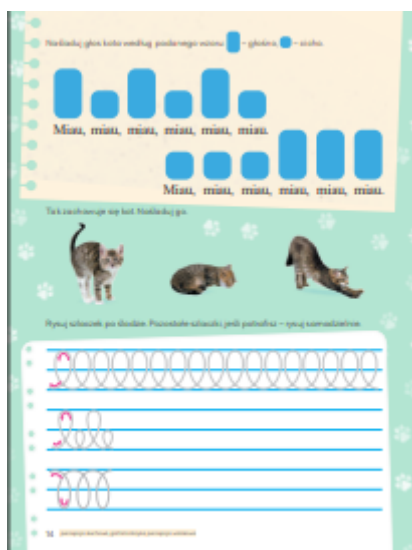 Naśladuj głos kota według podanego wzoru: – głośno, – cicho.
Miau, miau, miau, miau, miau, miau.
Miau, miau, miau, miau, miau, miau.
Tak zachowuje się kot. Naśladuj go.
Rysuj szlaczek po śladzie. Pozostałe szlaczki, jeśli potrafisz – rysuj samodzielnie.
14